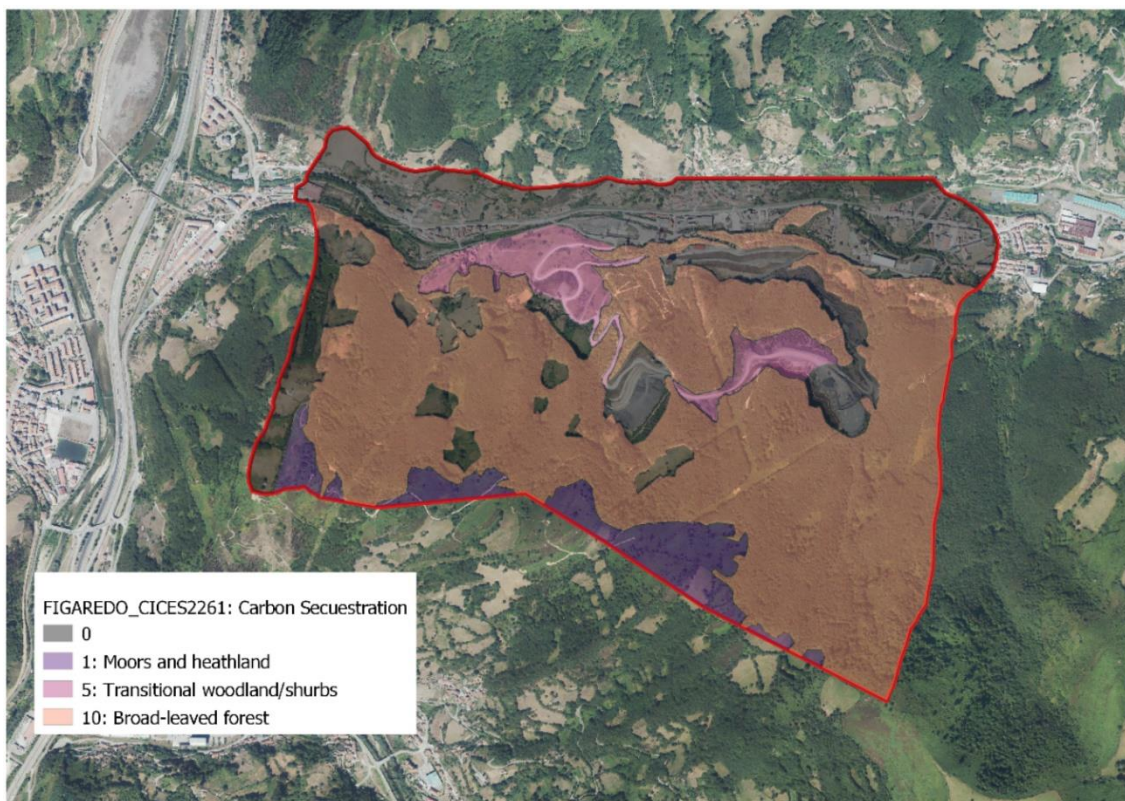 FIGAREDO_CICES2261: Carbon Secuestration
0
1: Moors and heathland
5: Transitional woodland/shurbs
10: Broad-leaved forest